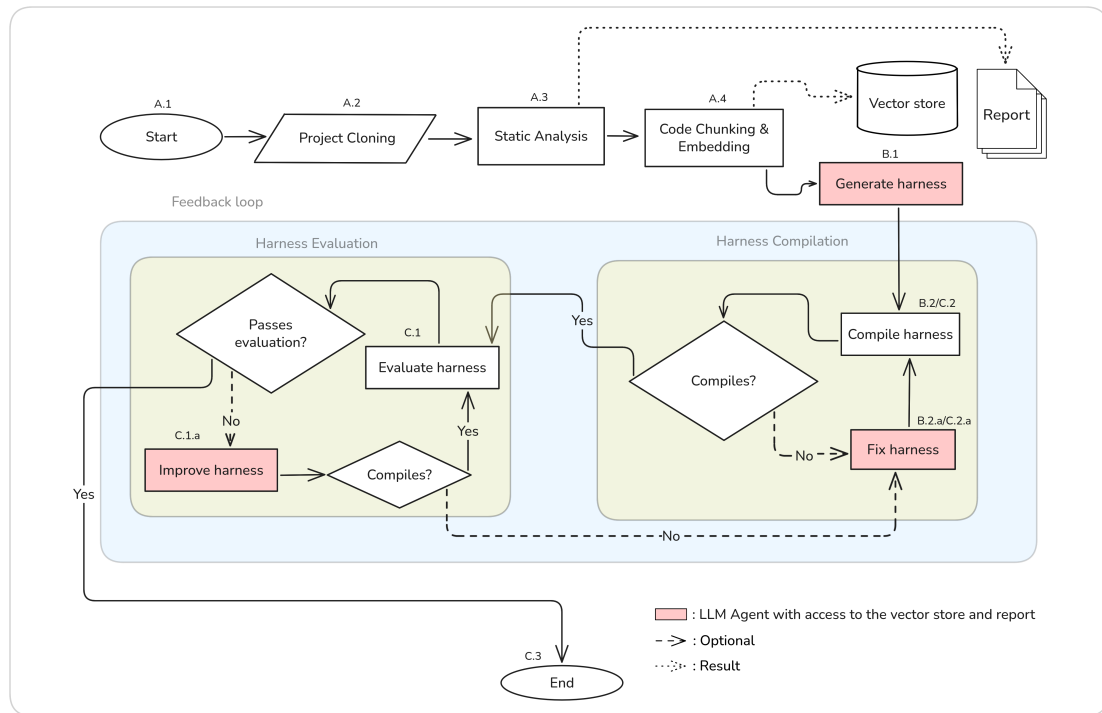 A.1
Start
A.2
Project Cloning
A.3
Static Analysis
A.4
Code Chunking &
Embedding
Vector store
Report
B.1
Generate harness
Feedback loop
Harness Evaluation
Harness Compilation
Passes
evaluation?
C.1
Evaluate harness
Yes
B.2/C.2
Compile harness
Compiles?
No
C.1.a
Improve harness
Compiles?
Yes
No
B.2.a/C.2.a
Fix harness
Yes
No
C.3
End
: LLM Agent with access to the vector store and report
: Optional
: Result